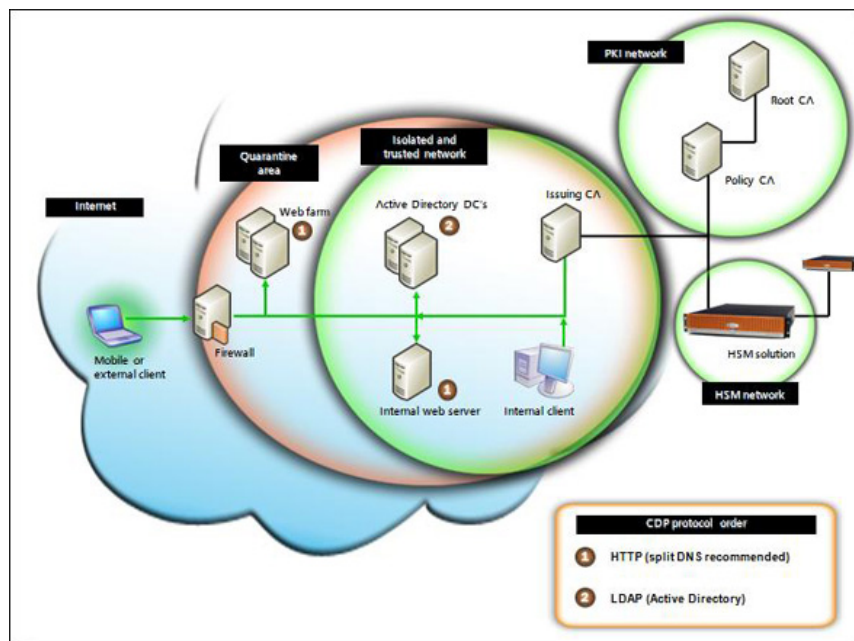 PKI network
Root CA
Policy CA
Isolated and
trusted network
Quarantine
area
Issuing CA
Active Directory DC's
2
Web farm
1
Internet
Mobile or
external client
Firewall
Internal web server
1
Internal client
HSM solution
HSM network
CDP protocol order
1 HTTP (split DNS recommended)
2 LDAP (Active Directory)